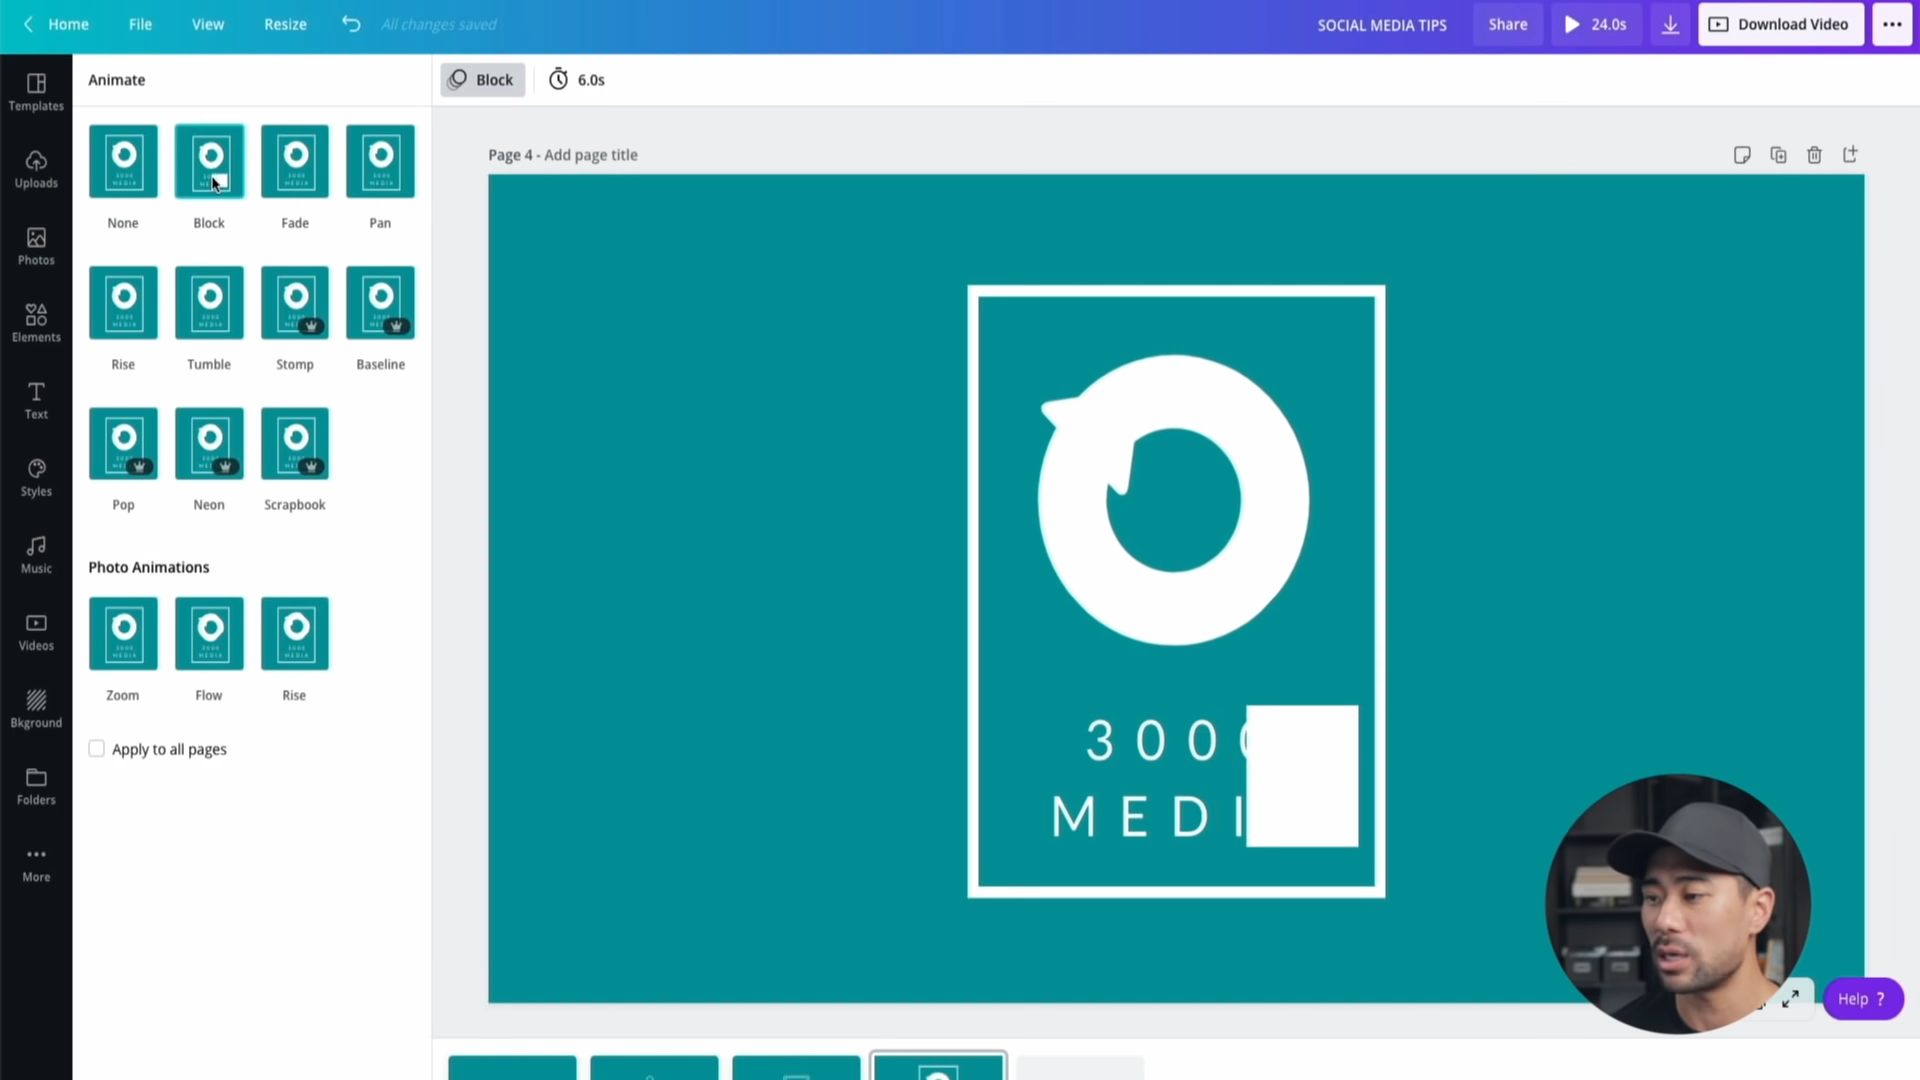 Home File View Resize All changes saved SOCIAL MEDIA TIPS Share 24.0s Download Video
Animate
Block 6.0s
Templates
Uploads
Photos
Elements
Text
Styles
Music
Videos
Bkground
Folders
More
None Block Fade Pan
Rise Tumble Stomp Baseline
Pop Neon Scrapbook
Photo Animations
Zoom Flow Rise
Apply to all pages
Page 4 - Add page title
300
MEDI
Help ?